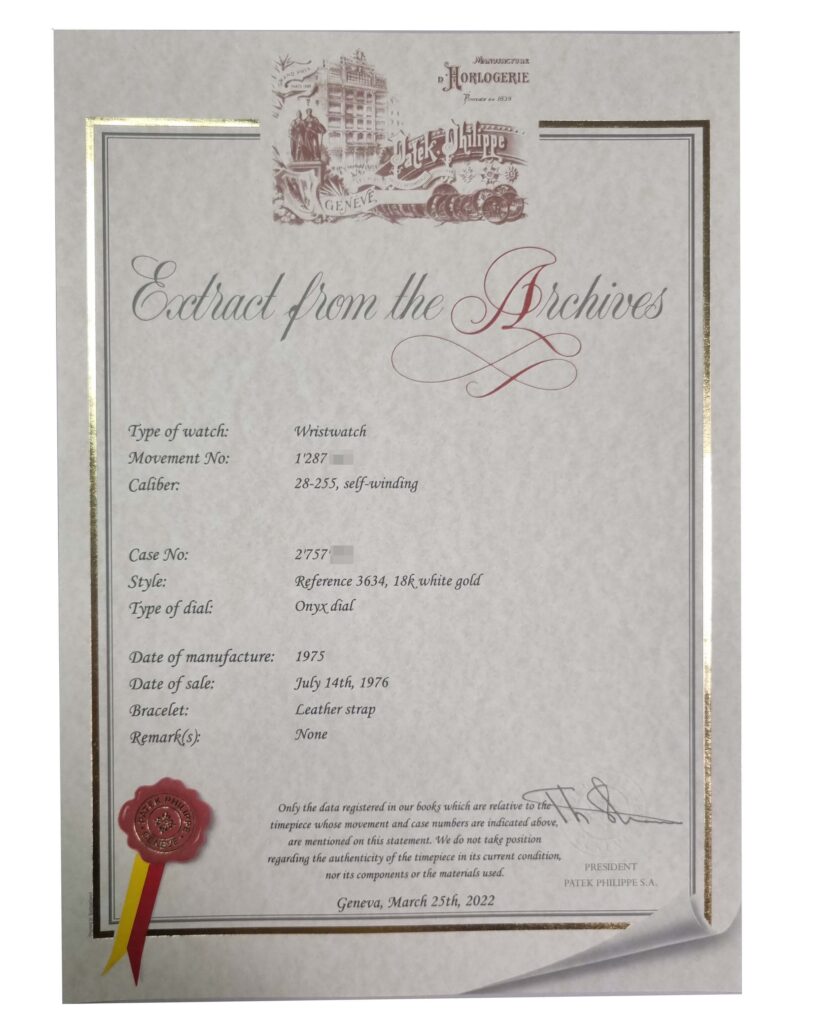 MANUFACTURE
D'HORLOGERIE
Fondée en 1839
GRAND PRIX
Patek Philippe
GENÈVE
Extract from the Archives
Type of watch: Wristwatch
Movement No: 1'287
Caliber: 28-255, self-winding
Case No: 2'757'
Style: Reference 3634, 18k white gold
Type of dial: Onyx dial
Date of manufacture: 1975
Date of sale: July 14th, 1976
Bracelet: Leather strap
Remark(s): None
PATEK PHILIPPE
GENEVE
Only the data registered in our books which are relative to the
timepiece whose movement and case numbers are indicated above,
are mentioned on this statement. We do not take position
regarding the authenticity of the timepiece in its current condition,
nor its components or the materials used.
PRESIDENT
PATEK PHILIPPE S.A.
Geneva, March 25th, 2022